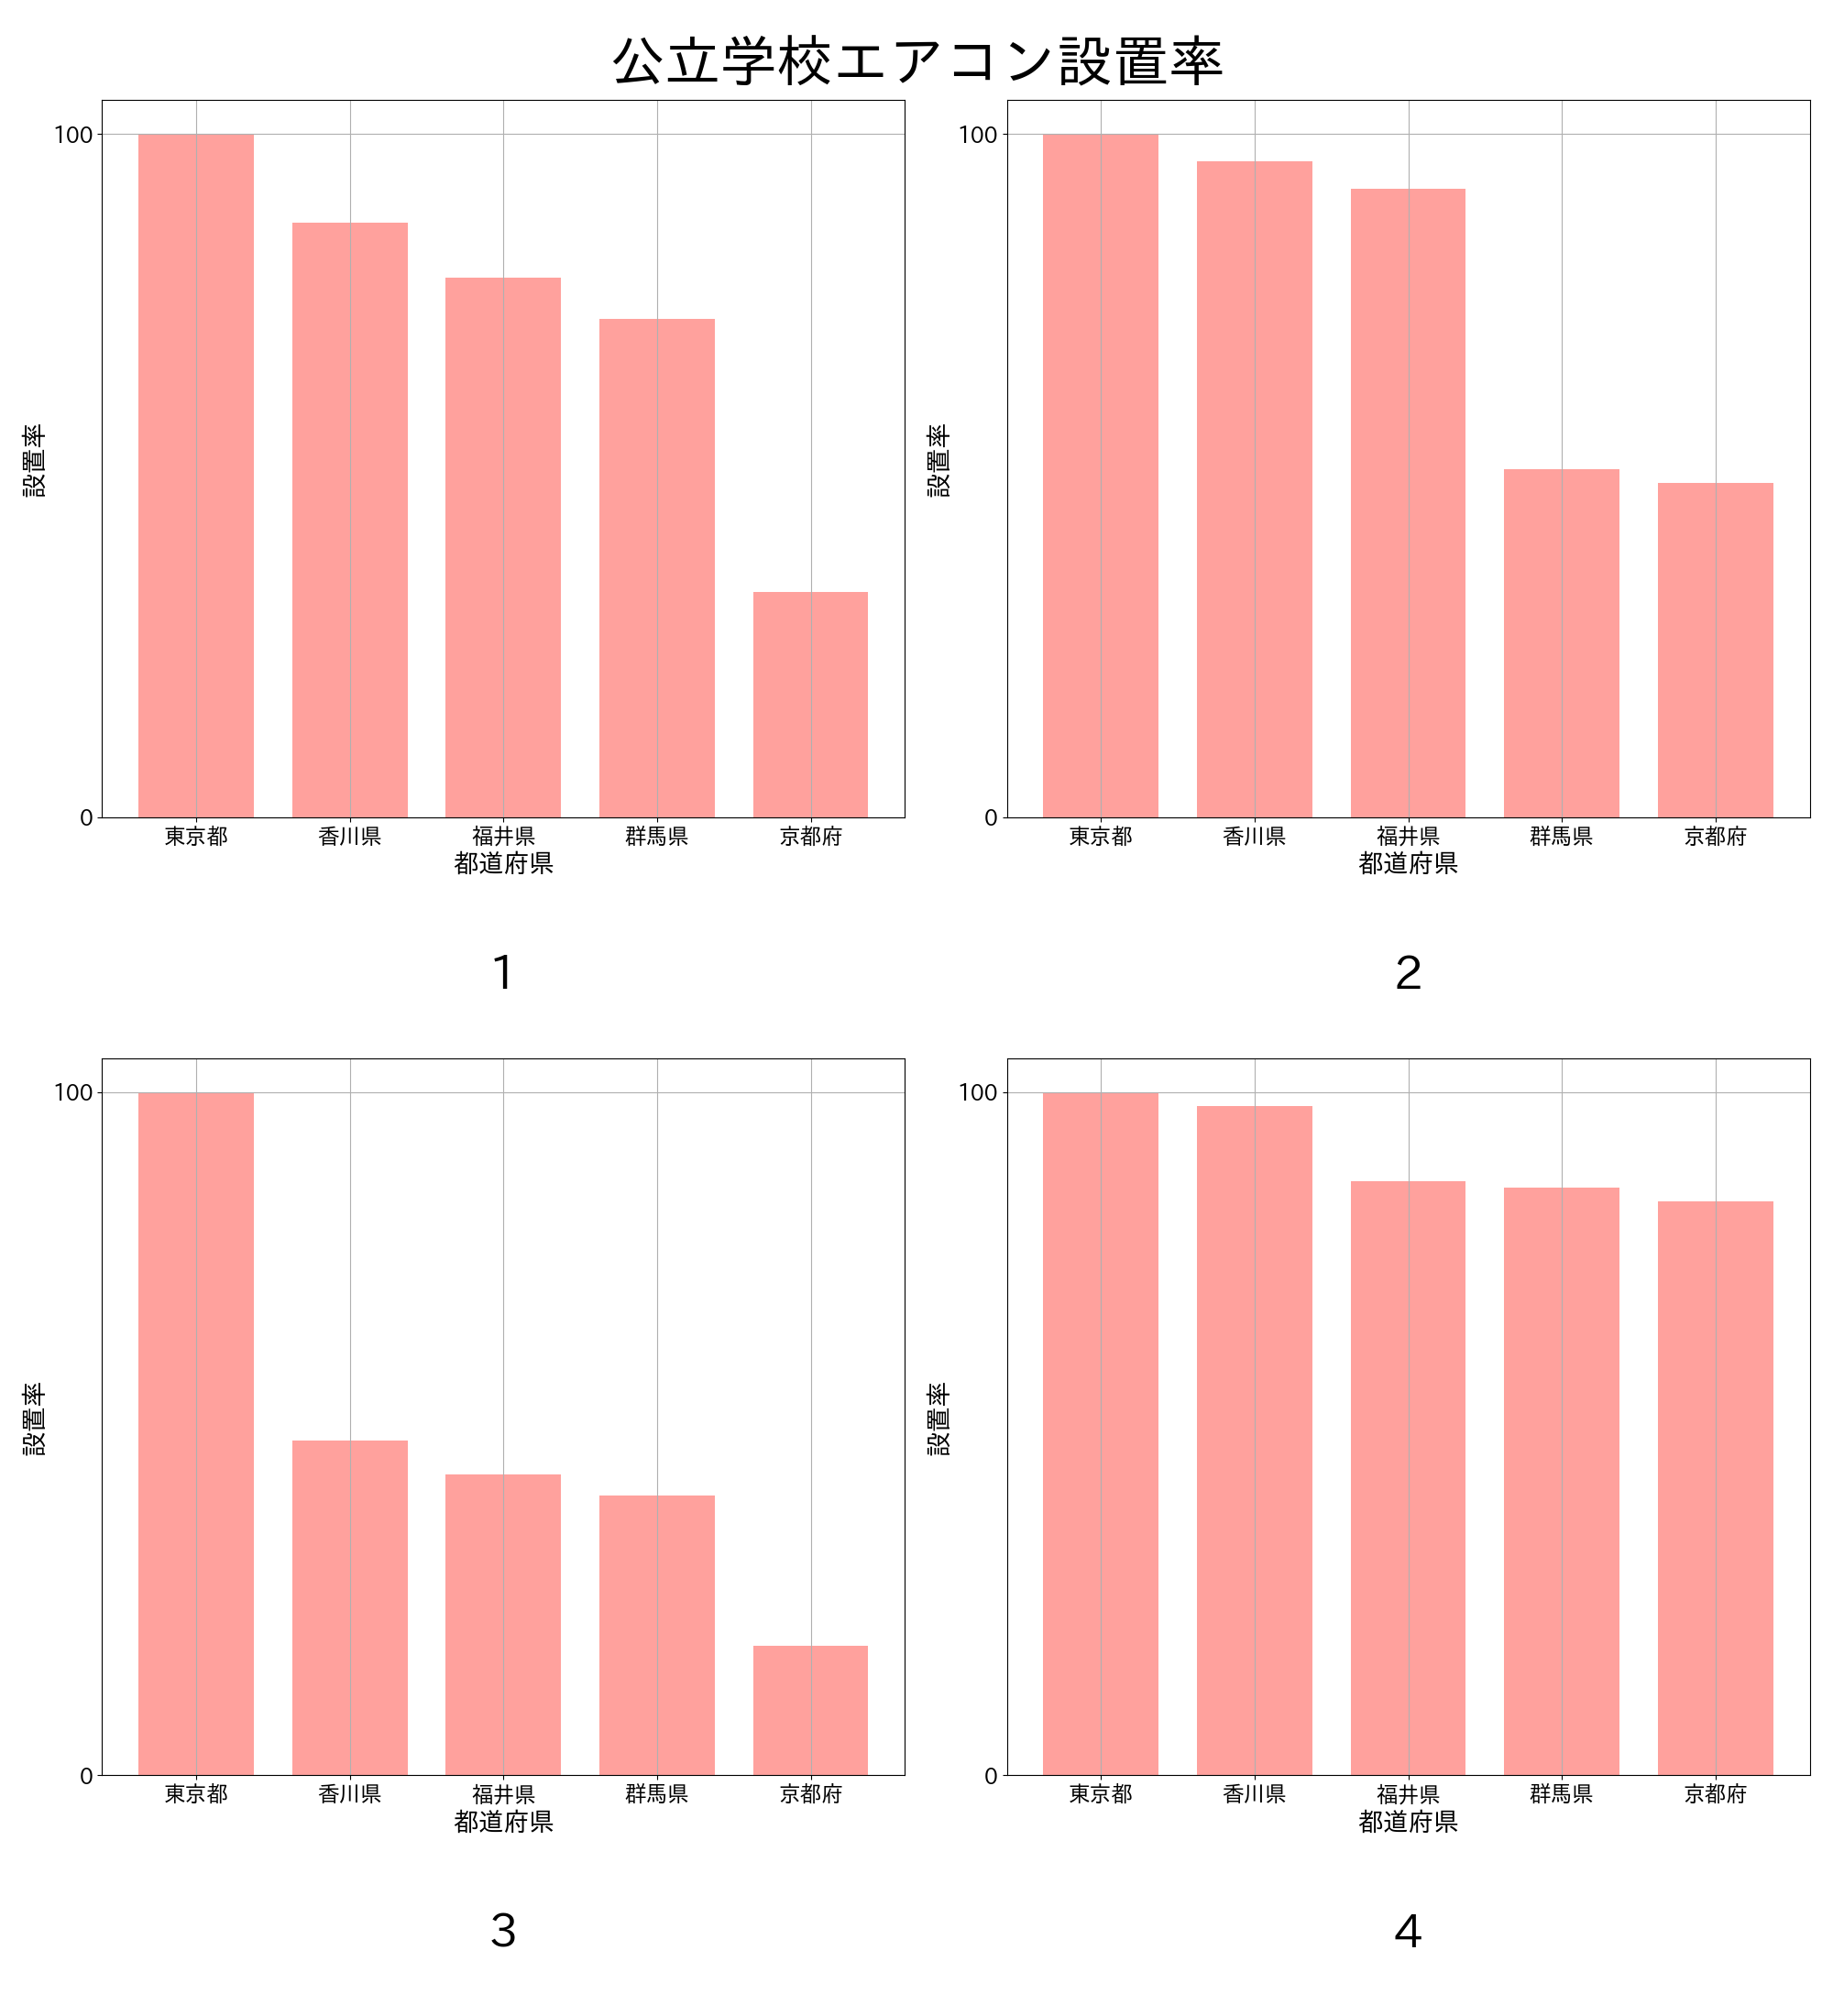 公立学校エアコン設置率
100
0
設置率
東京都 香川県 福井県 群馬県 京都府
都道府県
1
100
0
設置率
東京都 香川県 福井県 群馬県 京都府
都道府県
2
100
0
設置率
東京都 香川県 福井県 群馬県 京都府
都道府県
3
100
0
設置率
東京都 香川県 福井県 群馬県 京都府
都道府県
4